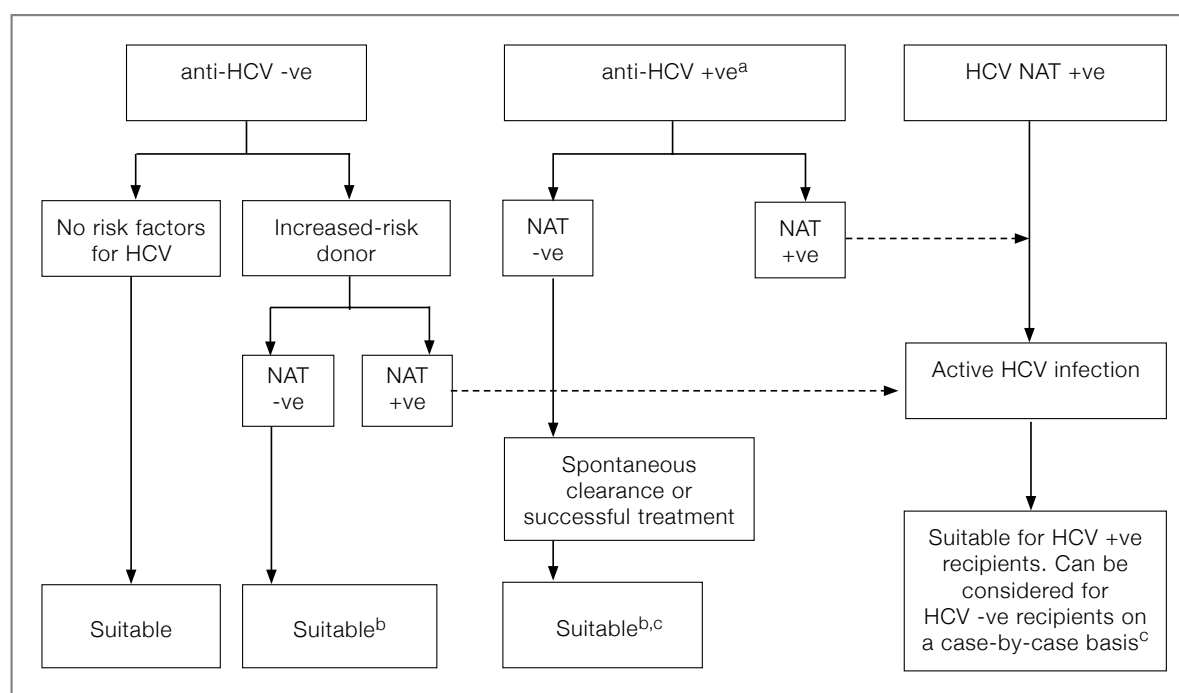 anti-HCV -ve
anti-HCV +veᵃ
HCV NAT +ve
No risk factors
for HCV
Increased-risk
donor
NAT
-ve
NAT
+ve
NAT
-ve
NAT
+ve
Active HCV infection
Spontaneous
clearance or
successful treatment
Suitable for HCV +ve
recipients. Can be
considered for
HCV -ve recipients on
a case-by-case basisᶜ
Suitable
Suitableᵇ
Suitableᵇ,ᶜ